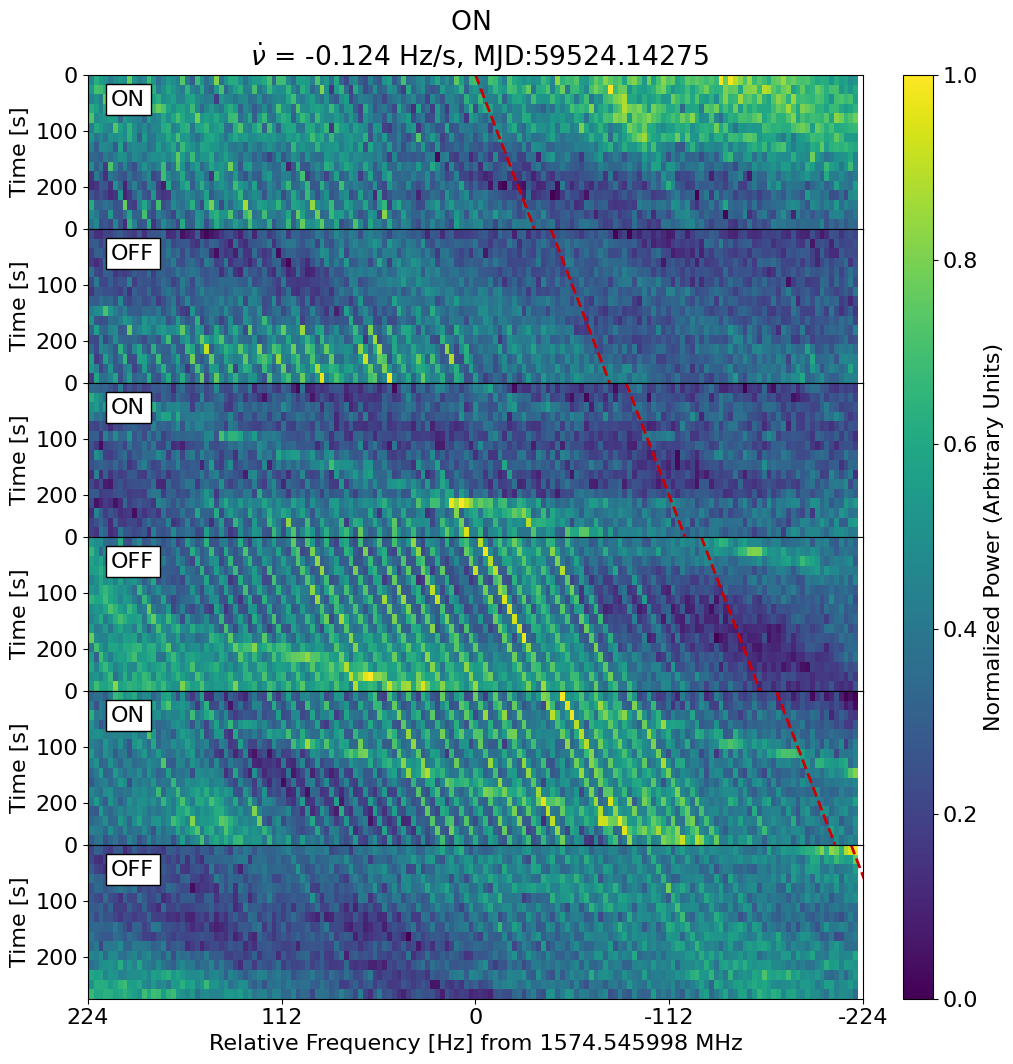 ON
ν̇ = -0.124 Hz/s, MJD:59524.14275
0
ON
100
Time [s]
200
0
OFF
100
Time [s]
200
0
ON
100
Time [s]
200
0
OFF
100
Time [s]
200
0
ON
100
Time [s]
200
0
OFF
100
Time [s]
200
224 112 0 -112 -224
Relative Frequency [Hz] from 1574.545998 MHz
1.0
0.8
0.6
0.4
0.2
0.0
Normalized Power (Arbitrary Units)